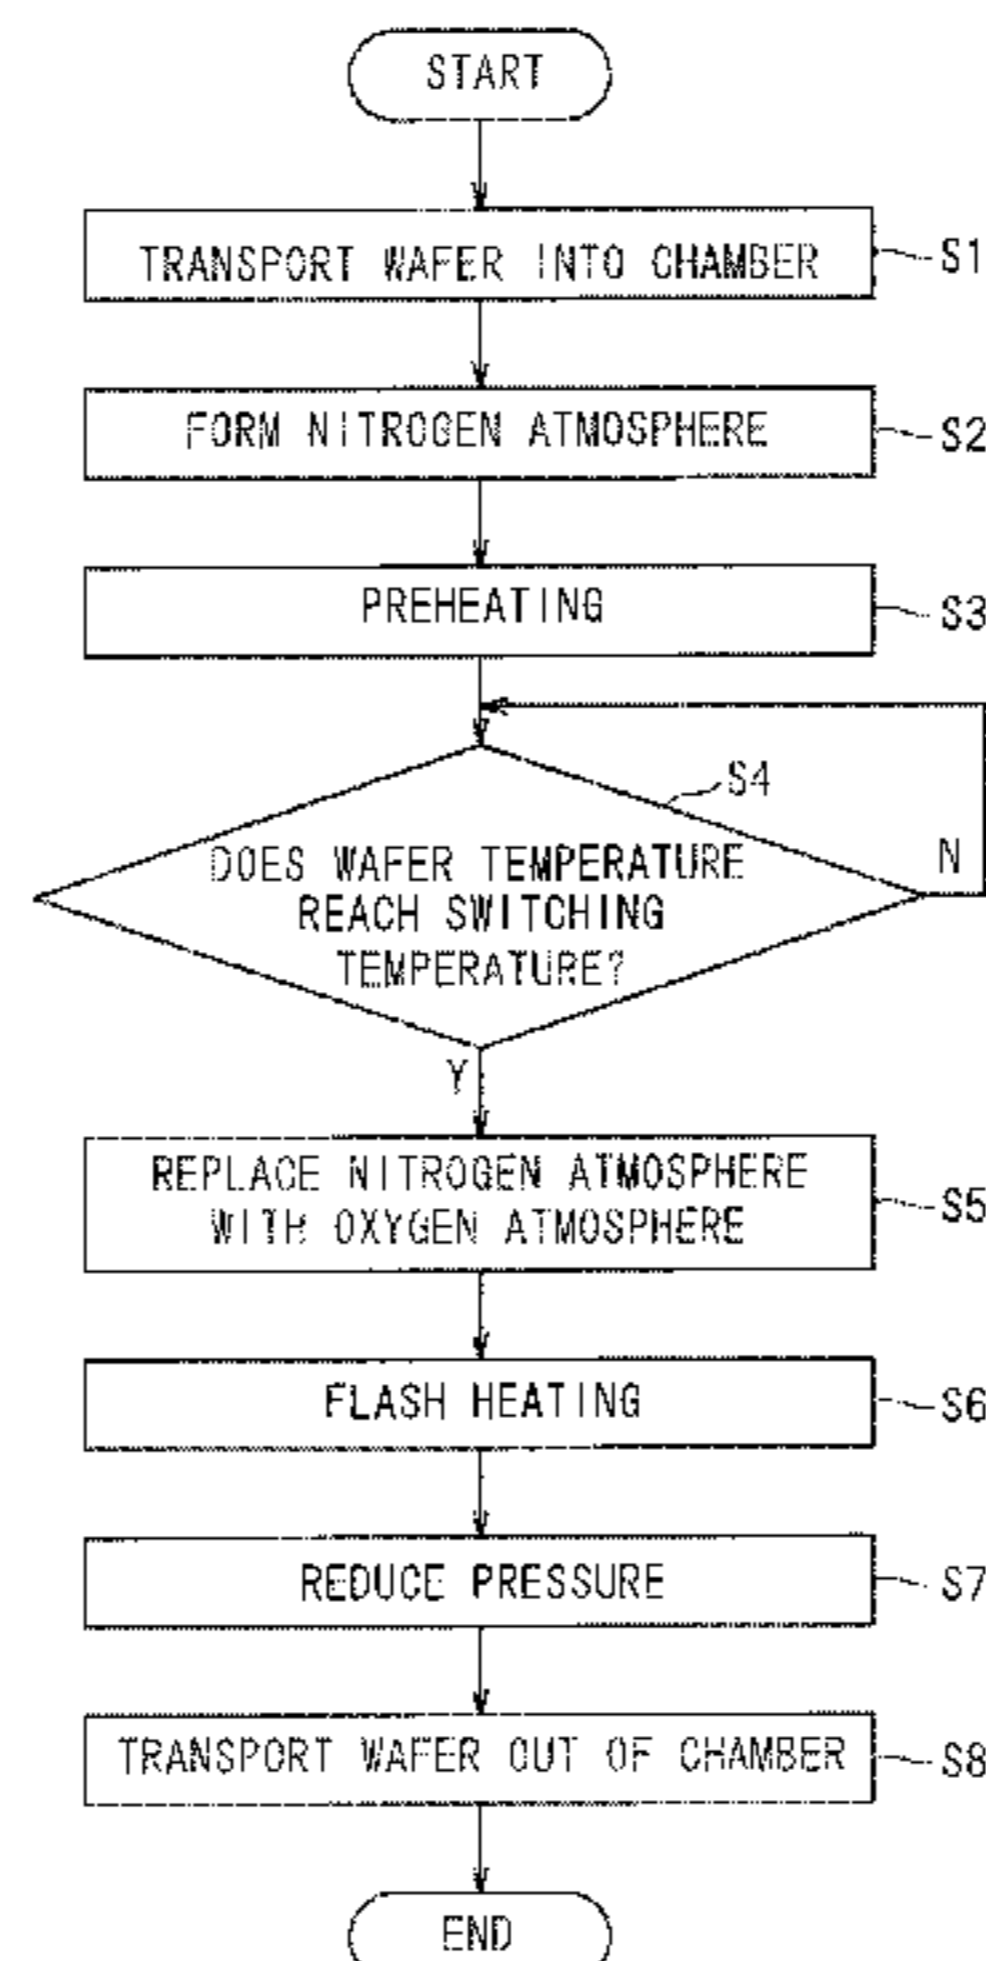 START
TRANSPORT WAFER INTO CHAMBER
S1
FORM NITROGEN ATMOSPHERE
S2
PREHEATING
S3
S4
DOES WAFER TEMPERATURE
REACH SWITCHING
TEMPERATURE?
N
Y
REPLACE NITROGEN ATMOSPHERE
WITH OXYGEN ATMOSPHERE
S5
FLASH HEATING
S6
REDUCE PRESSURE
S7
TRANSPORT WAFER OUT OF CHAMBER
S8
END